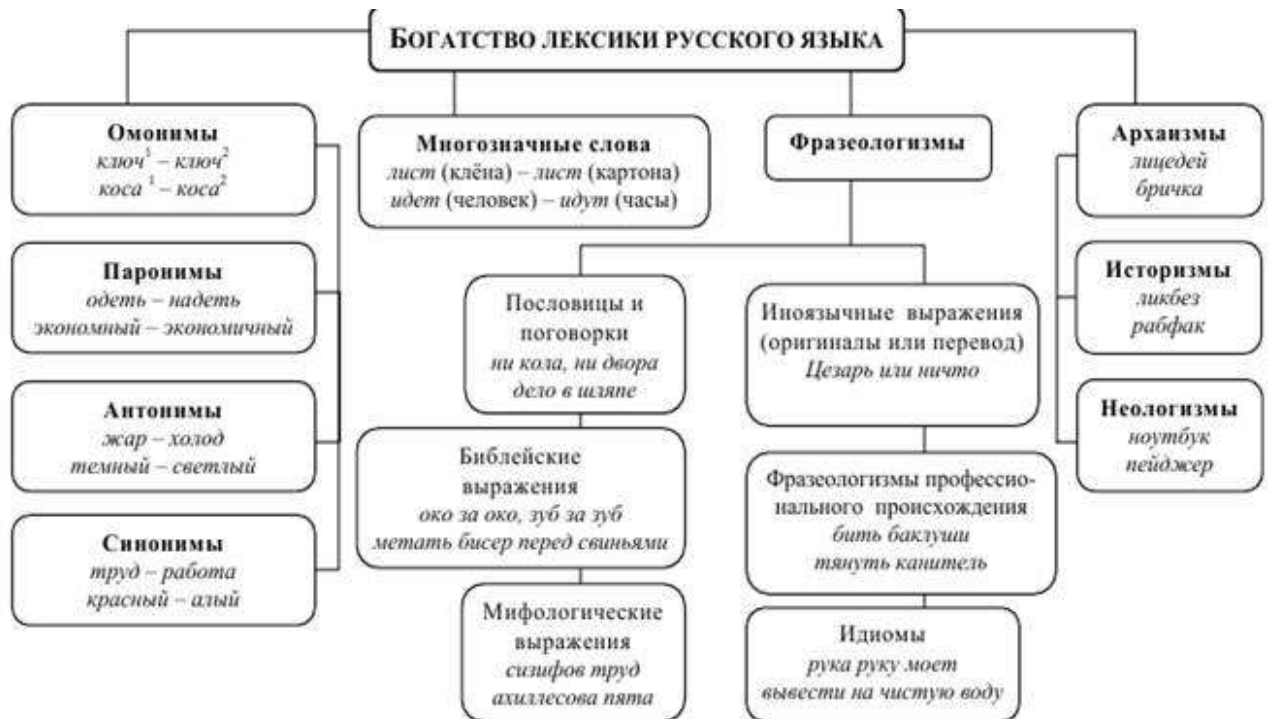 БОГАТСТВО ЛЕКСИКИ РУССКОГО ЯЗЫКА
Омонимы
ключ¹ – ключ²
коса ¹ – коса²
Паронимы
одеть – надеть
экономный – экономичный
Антонимы
жар – холод
темный – светлый
Синонимы
труд – работа
красный – алый
Многозначные слова
лист (клёна) – лист (картона)
идет (человек) – идут (часы)
Фразеологизмы
Пословицы и
поговорки
ни кола, ни двора
дело в шляпе
Библейские
выражения
око за око, зуб за зуб
метать бисер перед свиньями
Мифологические
выражения
сизифов труд
ахиллесова пята
Иноязычные выражения
(оригиналы или перевод)
Цезарь или ничто
Фразеологизмы профессио-
нального происхождения
бить баклуши
тянуть канитель
Идиомы
рука руку моет
вывести на чистую воду
Архаизмы
лицедей
бричка
Историзмы
ликбез
рабфак
Неологизмы
ноутбук
пейджер